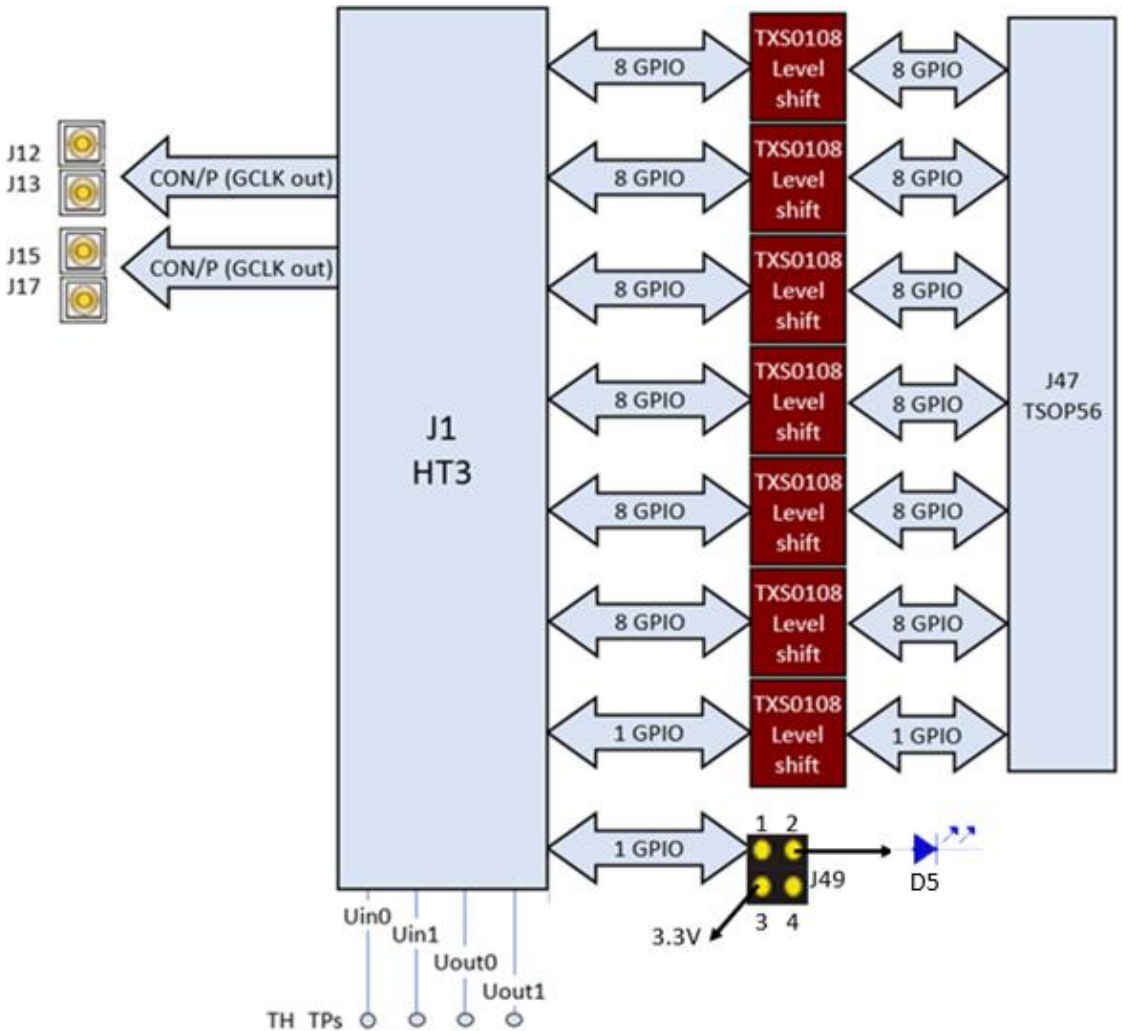 J12
J13
J15
J17
CON/P (GCLK out)
CON/P (GCLK out)
J1
HT3
8 GPIO
TXS0108
Level
shift
8 GPIO
8 GPIO
TXS0108
Level
shift
8 GPIO
8 GPIO
TXS0108
Level
shift
8 GPIO
8 GPIO
TXS0108
Level
shift
8 GPIO
8 GPIO
TXS0108
Level
shift
8 GPIO
8 GPIO
TXS0108
Level
shift
8 GPIO
1 GPIO
TXS0108
Level
shift
1 GPIO
J47
TSOP56
1 GPIO
1 2
J49
3 4
3.3V
D5
Uin0
Uin1
Uout0
Uout1
TH TPs